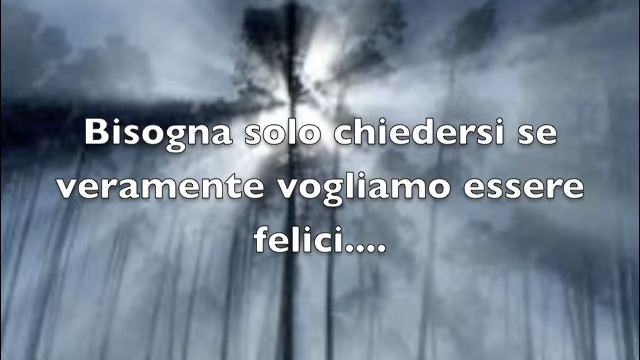 Bisogna solo chiedersi se
veramente vogliamo essere
felici....